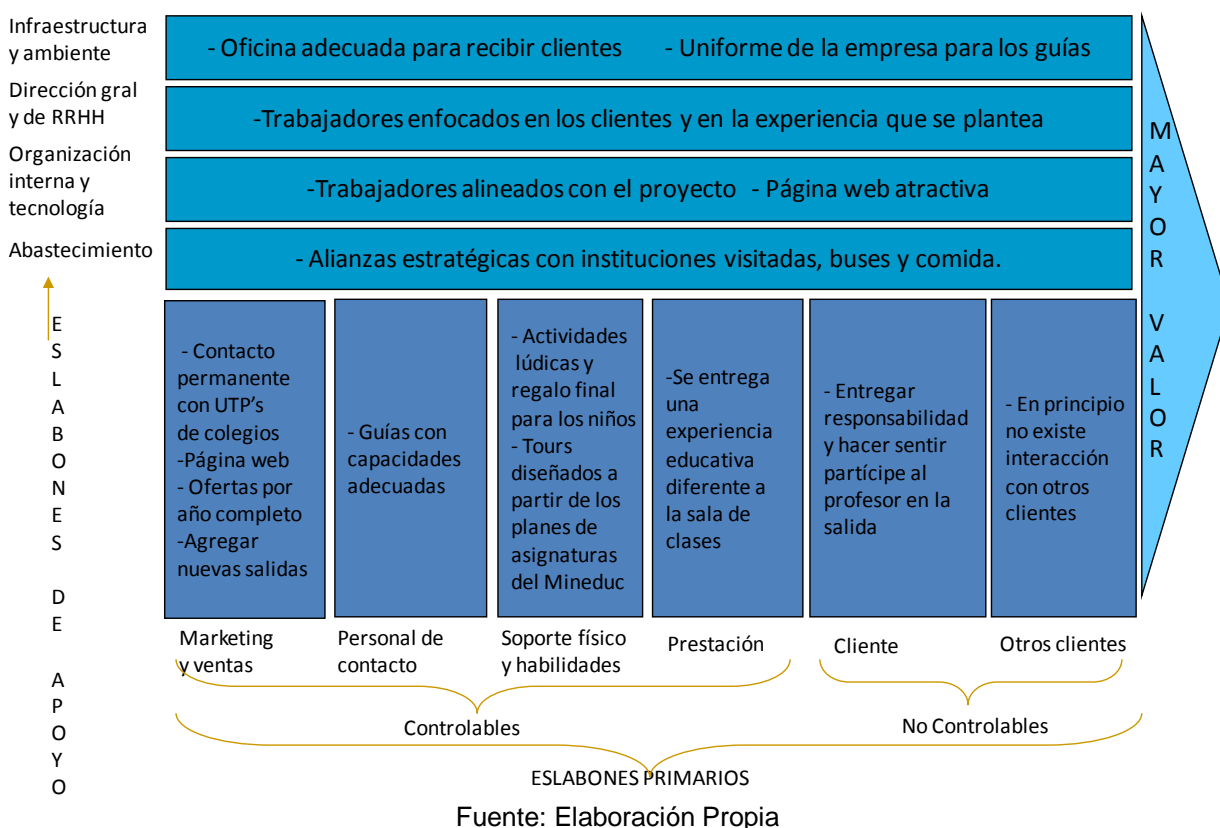 Infraestructura
y ambiente
- Oficina adecuada para recibir clientes - Uniforme de la empresa para los guías
Dirección gral
y de RRHH
-Trabajadores enfocados en los clientes y en la experiencia que se plantea
Organización
interna y
tecnología
-Trabajadores alineados con el proyecto - Página web atractiva
Abastecimiento
- Alianzas estratégicas con instituciones visitadas, buses y comida.
MAYOR VALOR
ESLABONES DE APOYO
- Contacto
permanente
con UTP's
de colegios
-Página web
- Ofertas por
año completo
-Agregar
nuevas salidas
- Guías con
capacidades
adecuadas
- Actividades
lúdicas y
regalo final
para los niños
- Tours
diseñados a
partir de los
planes de
asignaturas
del Mineduc
-Se entrega
una
experiencia
educativa
diferente a
la sala de
clases
- Entregar
responsabilidad
y hacer sentir
partícipe al
profesor en la
salida
- En principio
no existe
interacción
con otros
clientes
Marketing
y ventas
Personal de
contacto
Soporte físico
y habilidades
Prestación
Cliente
Otros clientes
Controlables
No Controlables
ESLABONES PRIMARIOS
Fuente: Elaboración Propia